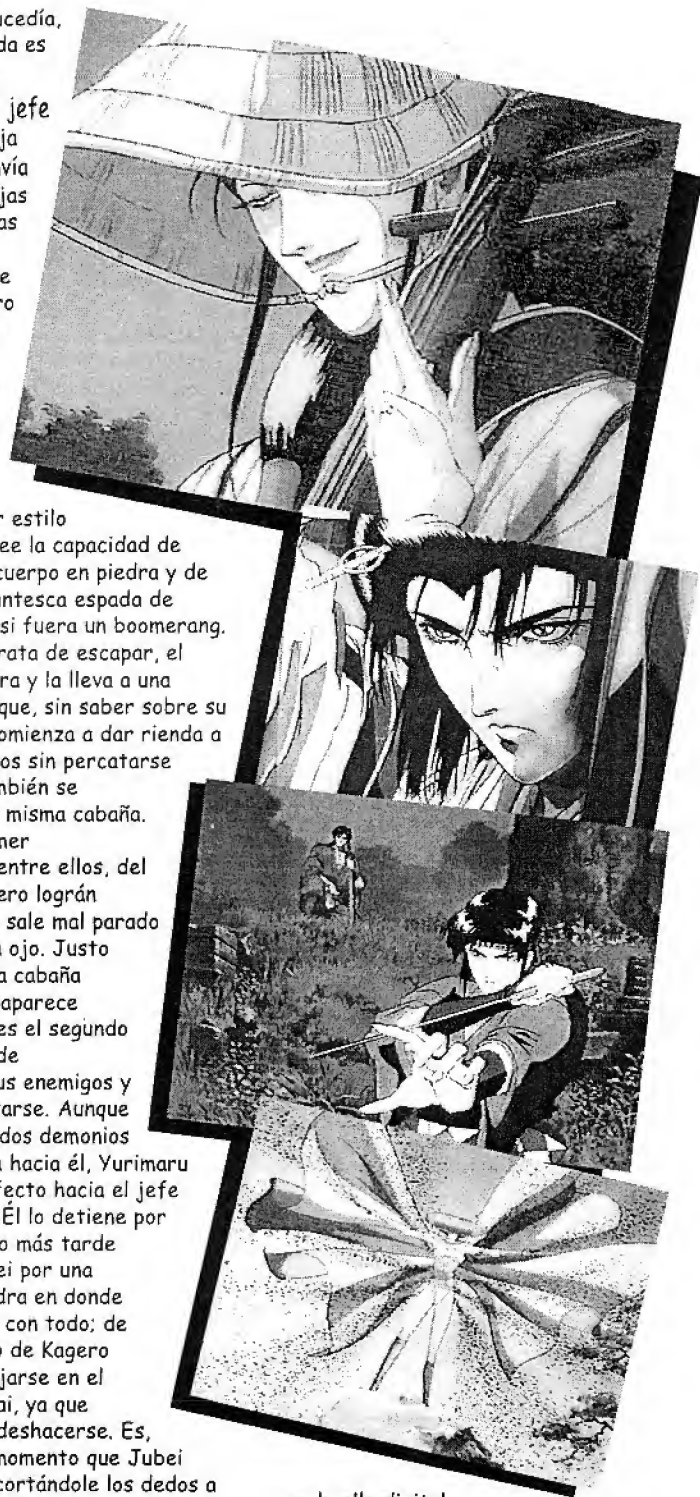 ucedía,
da es
jefe
ja
vía
jas
as
e
ro
r estilo
ee la capacidad de
cuerpo en piedra y de
antesca espada de
si fuera un boomerang.
rata de escapar, el
ra y la lleva a una
que, sin saber sobre su
omienza a dar rienda a
os sin percatarse
mbién se
misma cabaña.
ner
entre ellos, del
ero lográn
sale mal parado
ojo. Justo
a cabaña
aparece
es el segundo
de
us enemigos y
arse. Aunque
dos demonios
a hacia él, Yurimaru
fecto hacia el jefe
Él lo detiene por
o más tarde
ei por una
dra en donde
con todo; de
o de Kagero
jarse en el
ai, ya que
deshacerse. Es,
momento que Jubei
cortándole los dedos a